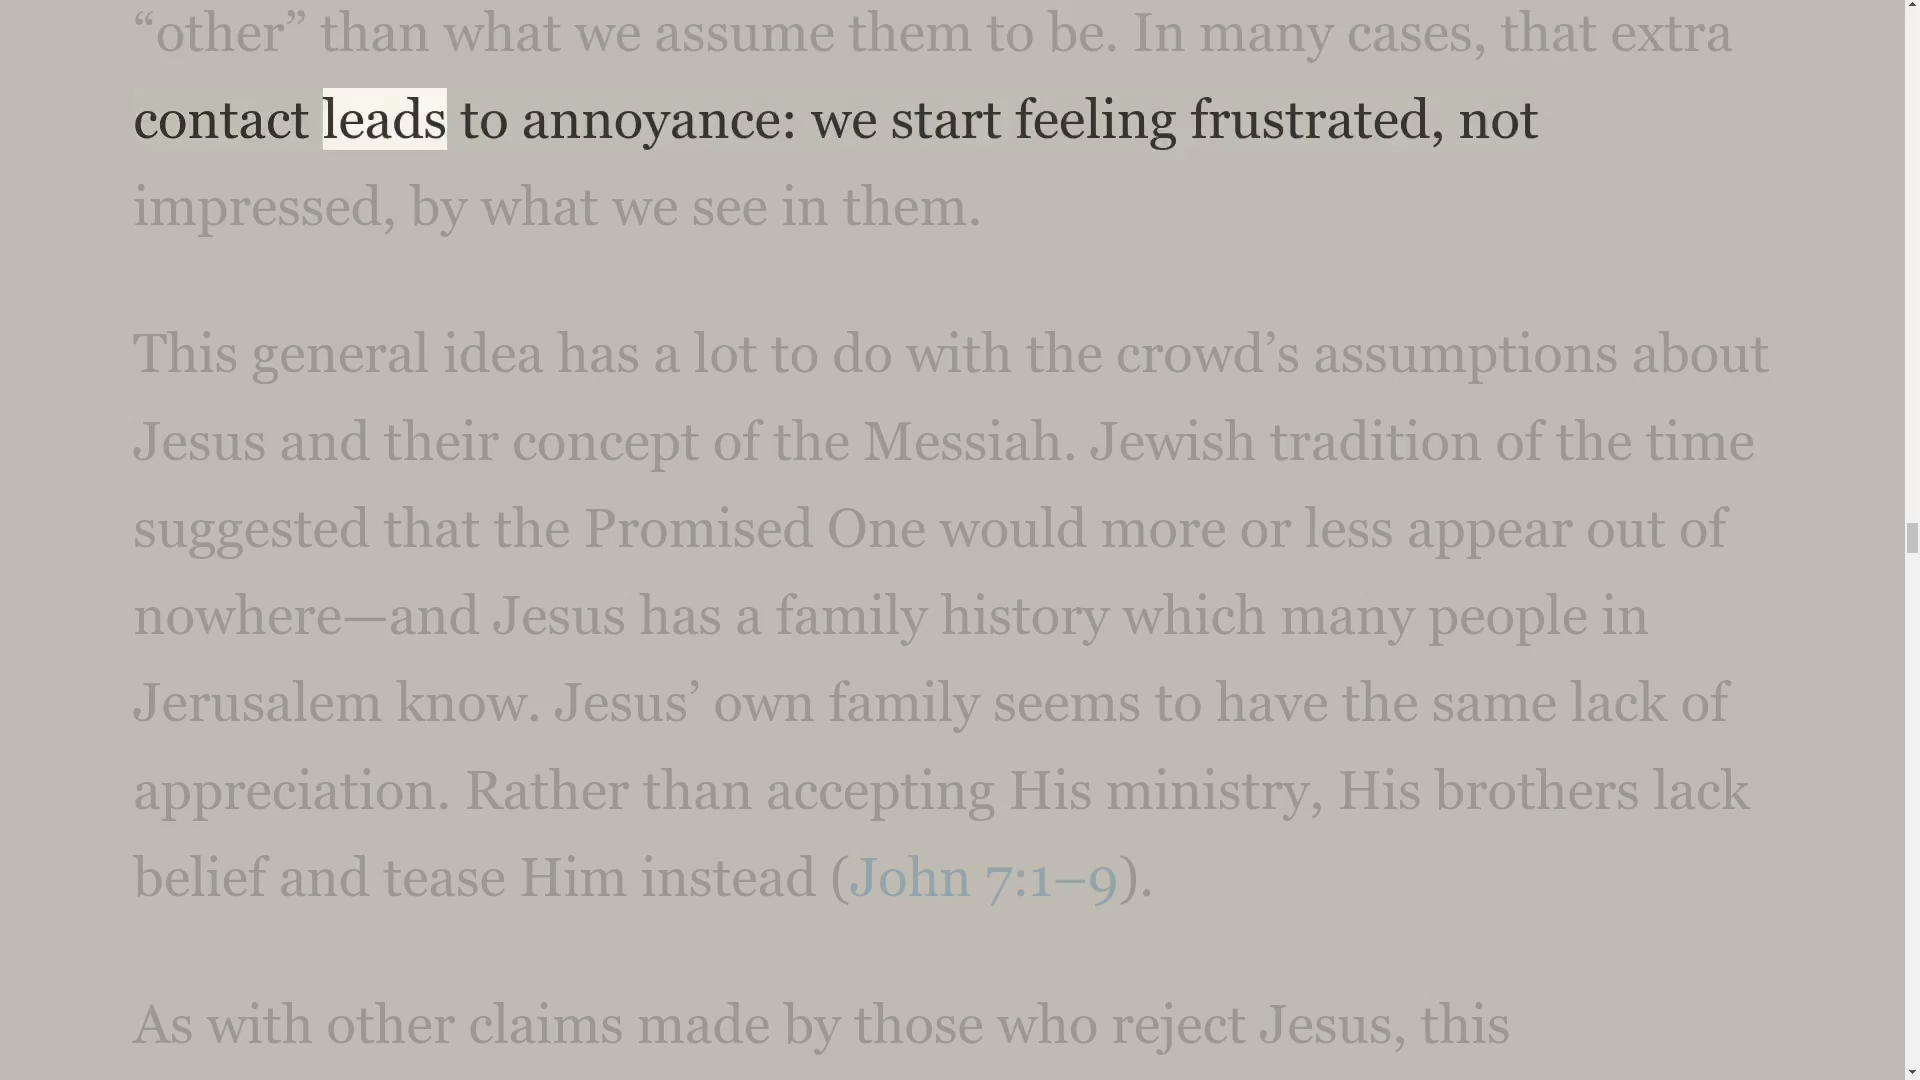 “other” than what we assume them to be. In many cases, that extra
contact leads to annoyance: we start feeling frustrated, not
impressed, by what we see in them.
This general idea has a lot to do with the crowd’s assumptions about
Jesus and their concept of the Messiah. Jewish tradition of the time
suggested that the Promised One would more or less appear out of
nowhere—and Jesus has a family history which many people in
Jerusalem know. Jesus’ own family seems to have the same lack of
appreciation. Rather than accepting His ministry, His brothers lack
belief and tease Him instead (John 7:1–9).
As with other claims made by those who reject Jesus, this